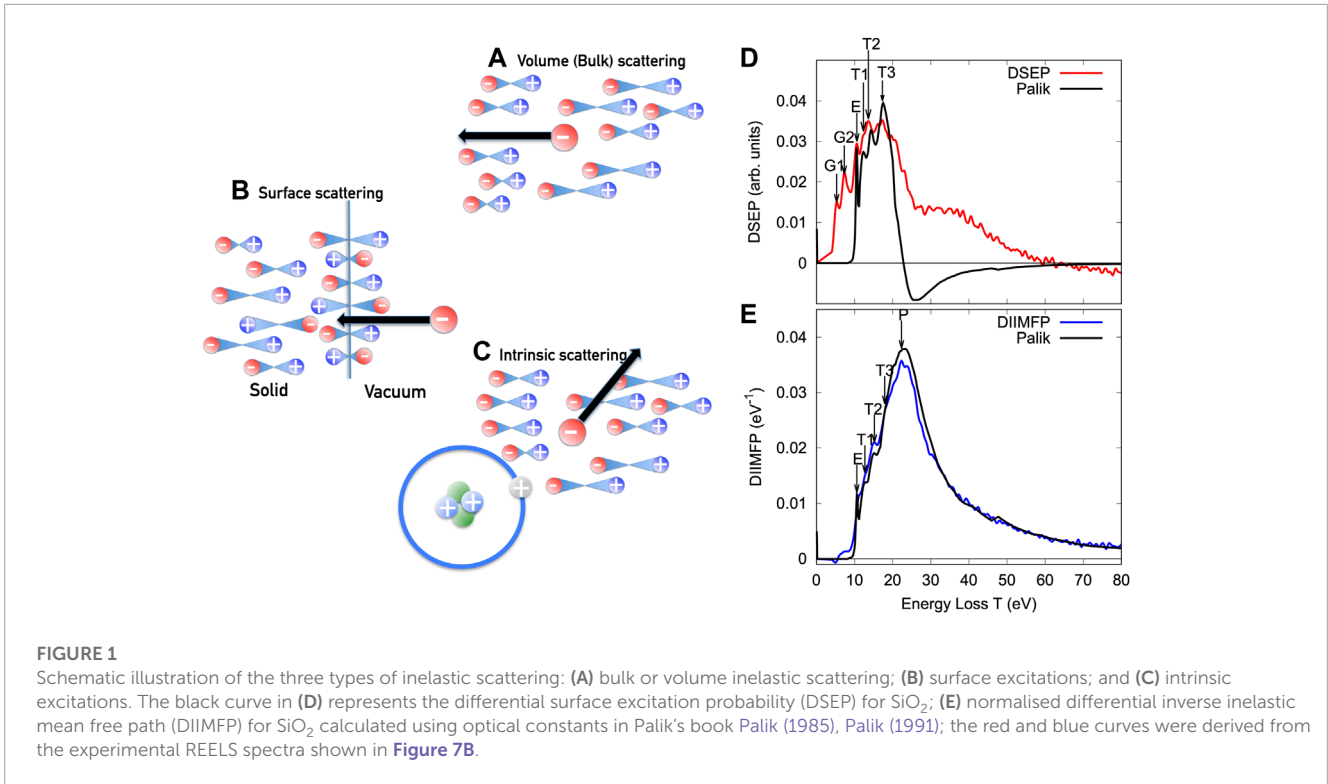 A Volume (Bulk) scattering
B Surface scattering
Solid
Vacuum
C Intrinsic scattering
D
DSEP
Palik
G1
G2
E
T1
T2
T3
DSEP (arb. units)
0.04
0.03
0.02
0.01
0
E
DIIMFP
Palik
E
T1
T2
T3
P
DIIMFP (eV⁻¹)
0.04
0.03
0.02
0.01
0
0 10 20 30 40 50 60 70 80
Energy Loss T (eV)
FIGURE 1
Schematic illustration of the three types of inelastic scattering: (A) bulk or volume inelastic scattering; (B) surface excitations; and (C) intrinsic
excitations. The black curve in (D) represents the differential surface excitation probability (DSEP) for SiO₂; (E) normalised differential inverse inelastic
mean free path (DIIMFP) for SiO₂ calculated using optical constants in Palik's book Palik (1985), Palik (1991); the red and blue curves were derived from
the experimental REELS spectra shown in Figure 7B.